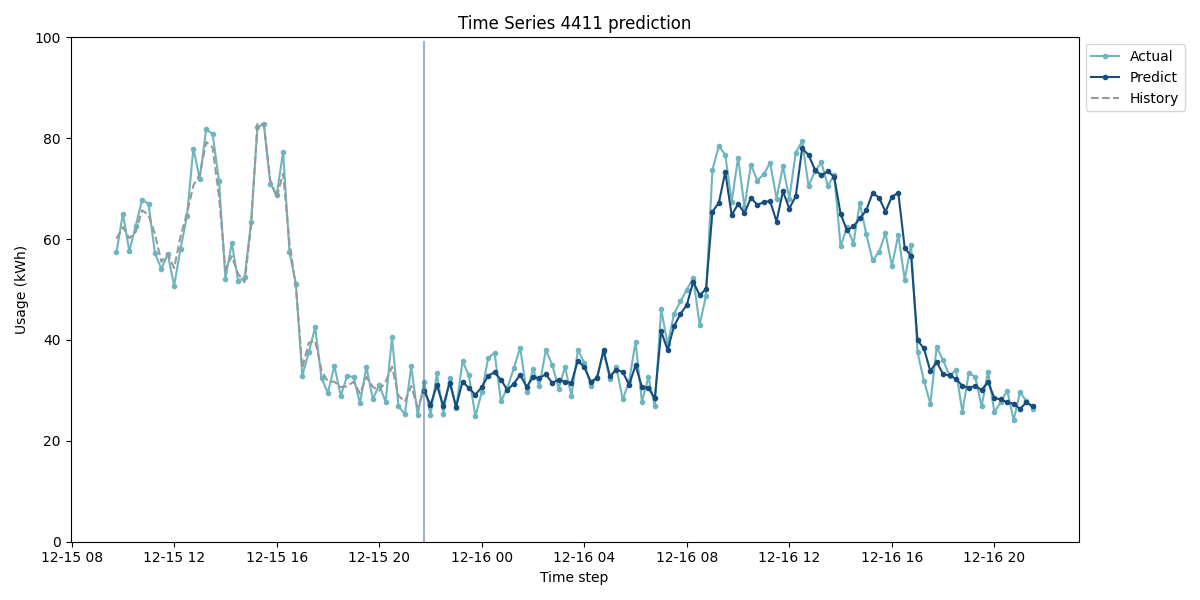 Time Series 4411 prediction
100
80
60
40
20
0
Usage (kWh)
12-15 08 12-15 12 12-15 16 12-15 20 12-16 00 12-16 04 12-16 08 12-16 12 12-16 16 12-16 20
Time step
Actual
Predict
History